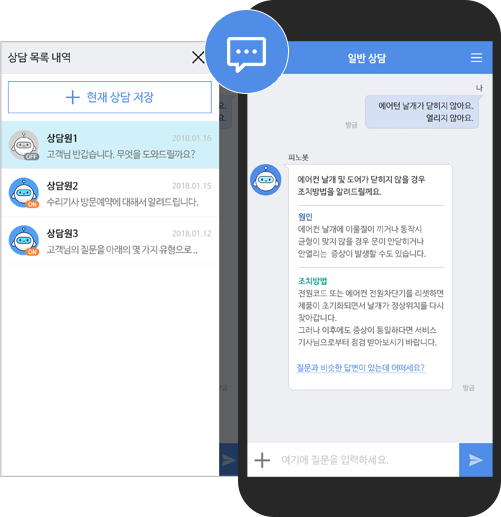 상담 목록 내역
현재 상담 저장
상담원1
2018.01.16
고객님 반갑습니다. 무엇을 도와드릴까요?
OFF
상담원2
2018.01.15
수리기사 방문예약에 대해서 알려드립니다.
ON
상담원3
2018.01.12
고객님의 질문을 아래의 몇 가지 유형으로 ..
ON
일반 상담
나
에어컨 날개가 닫히지 않아요.
열리지 않아요.
방금
피노봇
에어컨 날개 및 도어가 닫히지 않을 경우
조치방법을 알려드릴께요.
원인
에어컨 날개에 이물질이 끼거나 동작시
균형이 맞지 않을 경우 문이 안닫히거나
안열리는 증상이 발생할 수도 있습니다.
조치방법
전원코드 또는 에어컨 전원차단기를 리셋하면
제품이 초기화되면서 날개가 정상위치를 다시
찾아갑니다.
그러나 이후에도 증상이 동일하다면 서비스
기사님으로부터 점검 받아보시기 바랍니다.
질문과 비슷한 답변이 있는데 어떠세요?
방금
여기에 질문을 입력하세요.